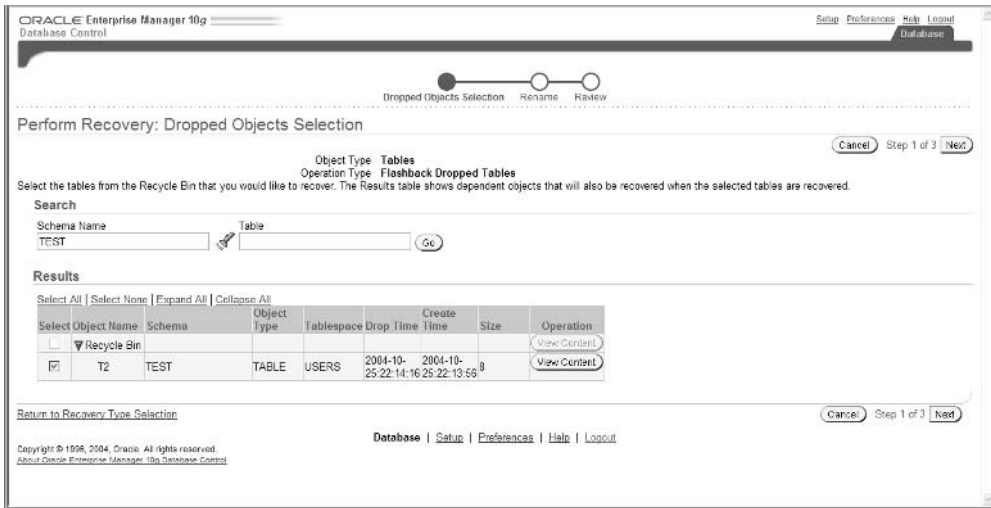 ORACLE Enterprise Manager 10g
Database Control
Setup Preferences Help Logout
Database
Dropped Objects Selection Rename Review
Perform Recovery: Dropped Objects Selection
Cancel Step 1 of 3 Next
Object Type Tables
Operation Type Flashback Dropped Tables
Select the tables from the Recycle Bin that you would like to recover. The Results table shows dependent objects that will also be recovered when the selected tables are recovered.
Search
Schema Name Table
TEST Go
Results
Select All | Select None | Expand All | Collapse All
Select Object Name Schema Object Type Tablespace Drop Time Create Time Size Operation
Recycle Bin View Content
T2 TEST TABLE USERS 2004-10-25:22:14:16 2004-10-25:22:13:56 8 View Content
Return to Recovery Type Selection
Cancel Step 1 of 3 Next
Database | Setup | Preferences | Help | Logout
Copyright © 1996, 2004, Oracle. All rights reserved.
About Oracle Enterprise Manager 10g Database Control